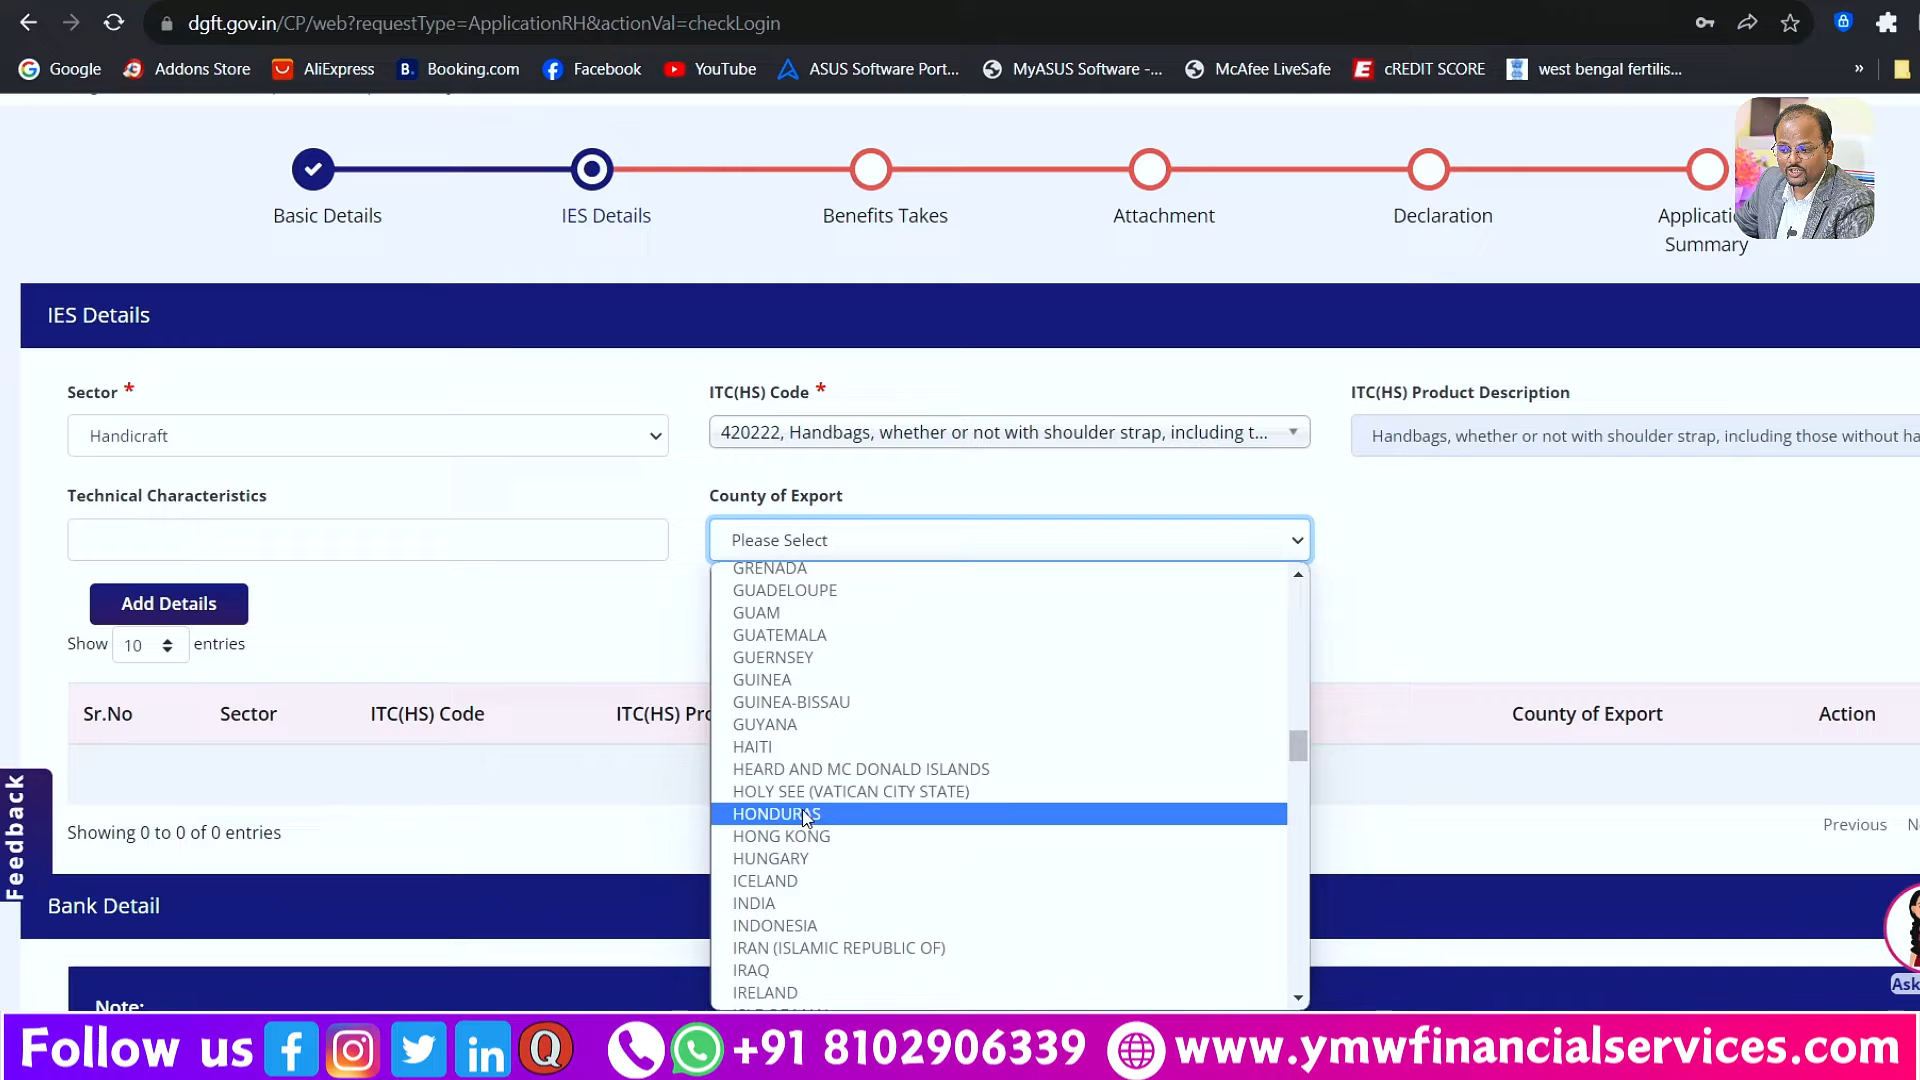 dgft.gov.in/CP/web?requestType=ApplicationRH&actionVal=checkLogin
Google Addons Store AliExpress B. Booking.com Facebook YouTube ASUS Software Port... MyASUS Software -... McAfee LiveSafe cREDIT SCORE west bengal fertilis... »
Basic Details
IES Details
Benefits Takes
Attachment
Declaration
Summary
IES Details
Sector *
ITC(HS) Code *
ITC(HS) Product Description
Handicraft
420222, Handbags, whether or not with shoulder strap, including t...
Handbags, whether or not with shoulder strap, including those without ha
Technical Characteristics
County of Export
Please Select
GRENADA
GUADELOUPE
GUAM
GUATEMALA
GUERNSEY
GUINEA
GUINEA-BISSAU
GUYANA
HAITI
HEARD AND MC DONALD ISLANDS
HOLY SEE (VATICAN CITY STATE)
HONDURAS
HONG KONG
HUNGARY
ICELAND
INDIA
INDONESIA
IRAN (ISLAMIC REPUBLIC OF)
IRAQ
IRELAND
Add Details
Show 10 entries
Sr.No Sector ITC(HS) Code ITC(HS) Pro County of Export Action
Showing 0 to 0 of 0 entries
Previous
Feedback
Bank Detail
Note:
Ask
Follow us +91 8102906339 www.ymwfinancialservices.com